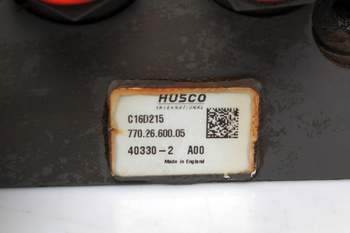 HUSCO
INTERNATIONAL
C16D215
770.26.600.05
40330-2 A00
Made in England